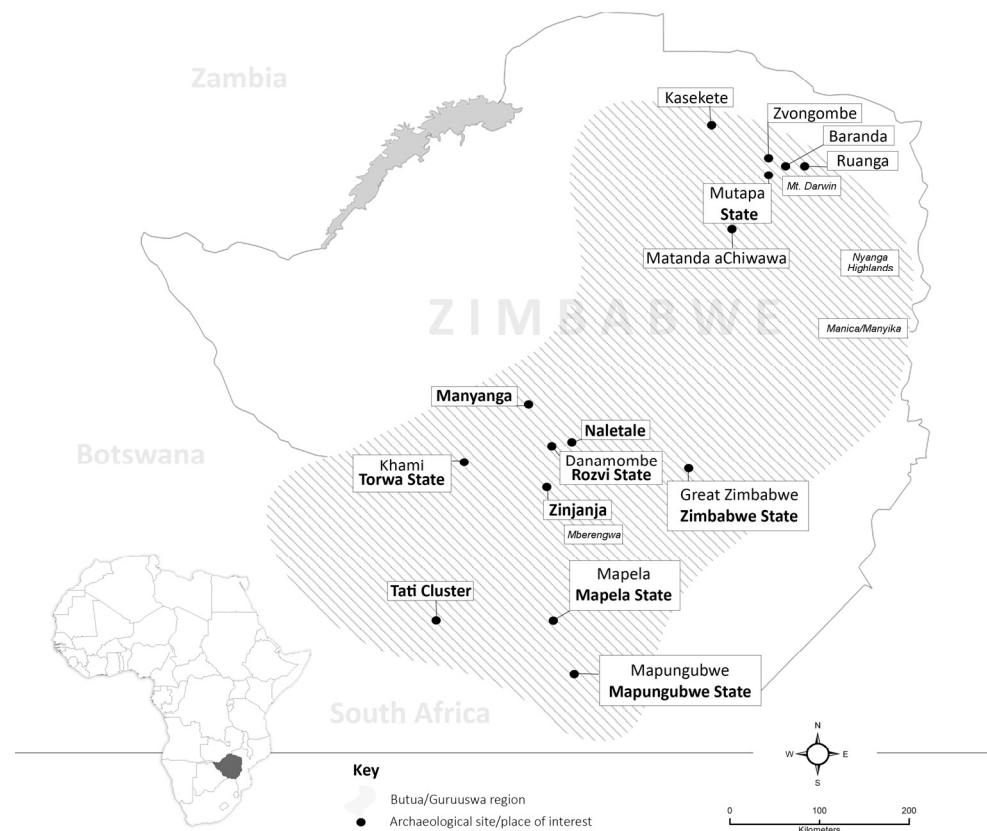 Zambia
Kasekete
Zvongombe
Baranda
Ruanga
Mt. Darwin
Mutapa
State
Matanda aChiwawa
Nyanga
Highlands
ZIMBABWE
Manica/Manyika
Manyanga
Naletale
Botswana
Khami
Torwa State
Danamombe
Rozvi State
Great Zimbabwe
Zimbabwe State
Zinjanja
Mberengwa
Tati Cluster
Mapela
Mapela State
Mapungubwe
Mapungubwe State
South Africa
N
W E
S
Key
Butua/Guruuswa region
Archaeological site/place of interest
0 100 200
Kilometers